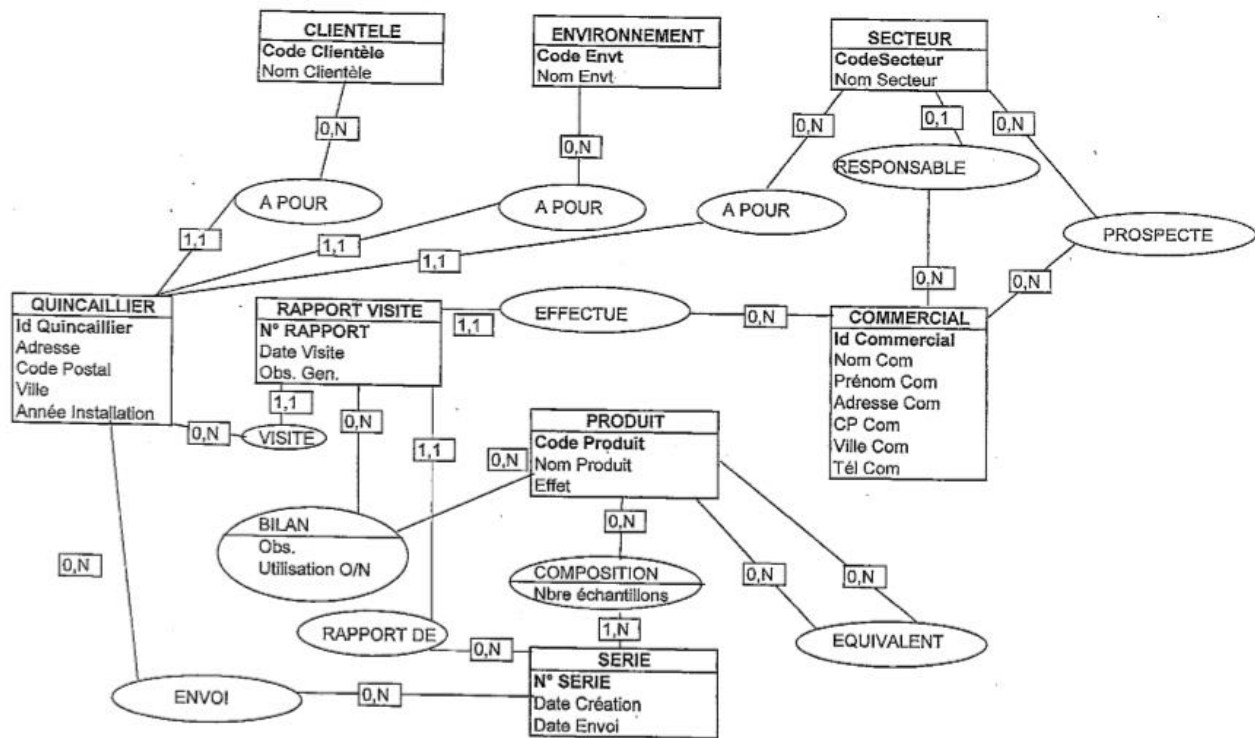 CLIENTELE
Code Clientèle
Nom Clientèle
ENVIRONNEMENT
Code Envt
Nom Envt
SECTEUR
CodeSecteur
Nom Secteur
0,N
0,N
0,N
0,1
0,N
RESPONSABLE
A POUR
A POUR
A POUR
PROSPECTE
1,1
1,1
1,1
0,N
0,N
QUINCAILLIER
Id Quincaillier
Adresse
Code Postal
Ville
Année Installation
RAPPORT VISITE
N° RAPPORT
Date Visite
Obs. Gen.
1,1
EFFECTUE
0,N
COMMERCIAL
Id Commercial
Nom Com
Prénom Com
Adresse Com
CP Com
Ville Com
Tél Com
1,1
0,N
0,N
VISITE
1,1
PRODUIT
Code Produit
Nom Produit
Effet
0,N
BILAN
Obs.
Utilisation O/N
0,N
0,N
COMPOSITION
Nbre échantillons
0,N
0,N
1,N
RAPPORT DE
0,N
EQUIVALENT
SERIE
N° SERIE
Date Création
Date Envoi
ENVOI
0,N